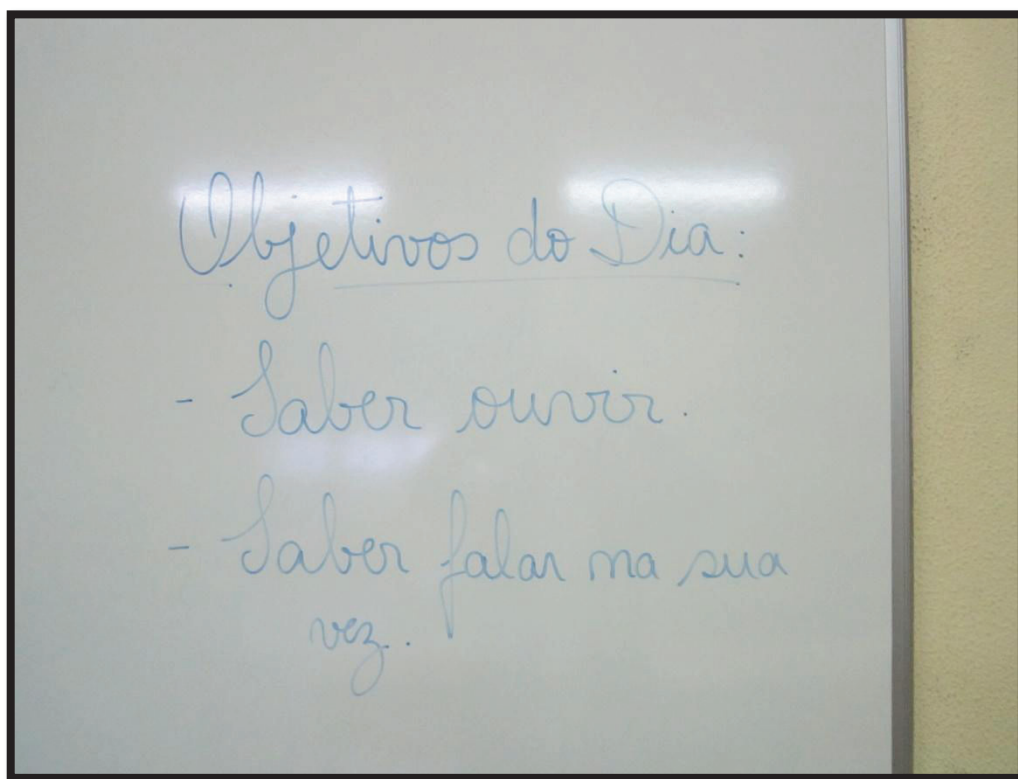 Objetivos do Dia:
- Saber ouvir.
- Saber falar na sua
vez.